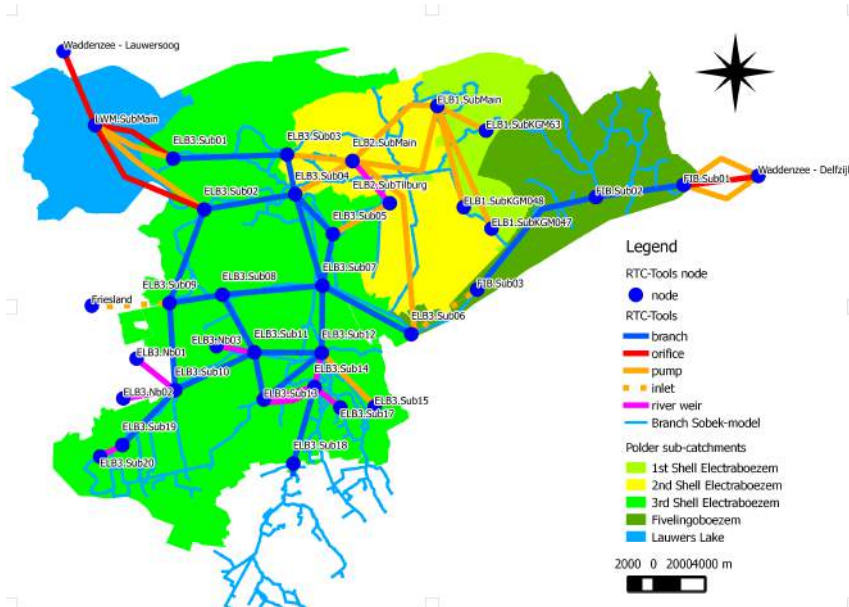 Waddenzee - Lauwersoog
LWM.SubMain
ELB3.Sub01
ELB3.Sub03
ELB3.Sub04
ELB3.Sub02
ELB2.SubMain
ELB2.SubTilburg
ELB3.Sub05
ELB1.SubMain
ELB1.SubKGM63
ELB1.SubKGM048
ELB1.SubKGM047
FIB.Sub02
FIB.Sub01
Waddenzee - Delfzijl
ELB3.Sub07
FIB.Sub03
ELB3.Sub06
ELB3.Sub09
ELB3.Sub08
Friesland
ELB3.Nb03
ELB3.Sub11
ELB3.Sub12
ELB3.Nb01
ELB3.Sub10
ELB3.Nb02
ELB3.Sub14
ELB3.Sub13
ELB3.Sub15
ELB3.Sub17
ELB3.Sub19
ELB3.Sub20
ELB3.Sub18
Legend
RTC-Tools node
node
RTC-Tools
branch
orifice
pump
inlet
river weir
Branch Sobek-model
Polder sub-catchments
1st Shell Electraboezem
2nd Shell Electraboezem
3rd Shell Electraboezem
Fivelingoboezem
Lauwers Lake
2000 0 20004000 m